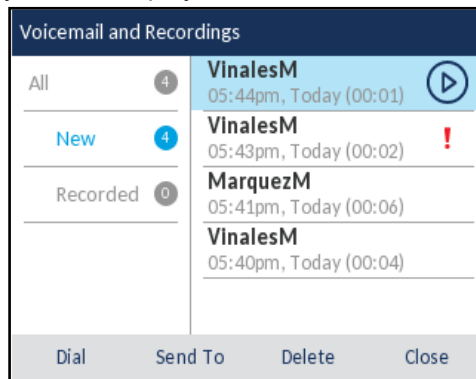 Voicemail and Recordings
All 4
New 4
Recorded 0
VinalesM
05:44pm, Today (00:01)
VinalesM
05:43pm, Today (00:02) !
MarquezM
05:41pm, Today (00:06)
VinalesM
05:40pm, Today (00:04)
Dial Send To Delete Close